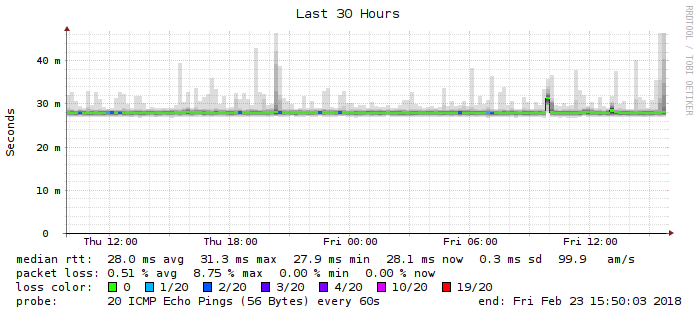 Last 30 Hours
RRDTOOL / TOBI OETIKER
Seconds
40 m
30 m
20 m
10 m
0
Thu 12:00 Thu 18:00 Fri 00:00 Fri 06:00 Fri 12:00
median rtt: 28.0 ms avg 31.3 ms max 27.9 ms min 28.1 ms now 0.3 ms sd 99.9 am/s
packet loss: 0.51 % avg 8.75 % max 0.00 % min 0.00 % now
loss color: 0 1/20 2/20 3/20 4/20 10/20 19/20
probe: 20 ICMP Echo Pings (56 Bytes) every 60s end: Fri Feb 23 15:50:03 2018